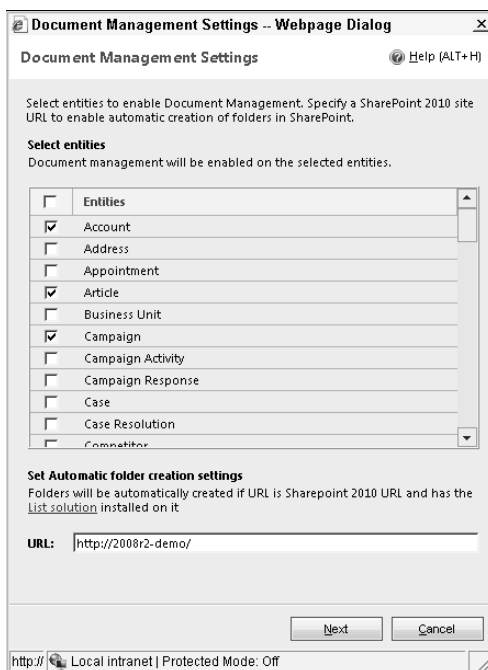 Document Management Settings -- Webpage Dialog
Document Management Settings
Help (ALT+H)
Select entities to enable Document Management. Specify a SharePoint 2010 site
URL to enable automatic creation of folders in SharePoint.
Select entities
Document management will be enabled on the selected entities.
Entities
Account
Address
Appointment
Article
Business Unit
Campaign
Campaign Activity
Campaign Response
Case
Case Resolution
Competitor
Set Automatic folder creation settings
Folders will be automatically created if URL is Sharepoint 2010 URL and has the
List solution installed on it
URL: http://2008r2-demo/
Next Cancel
http:// Local intranet | Protected Mode: Off